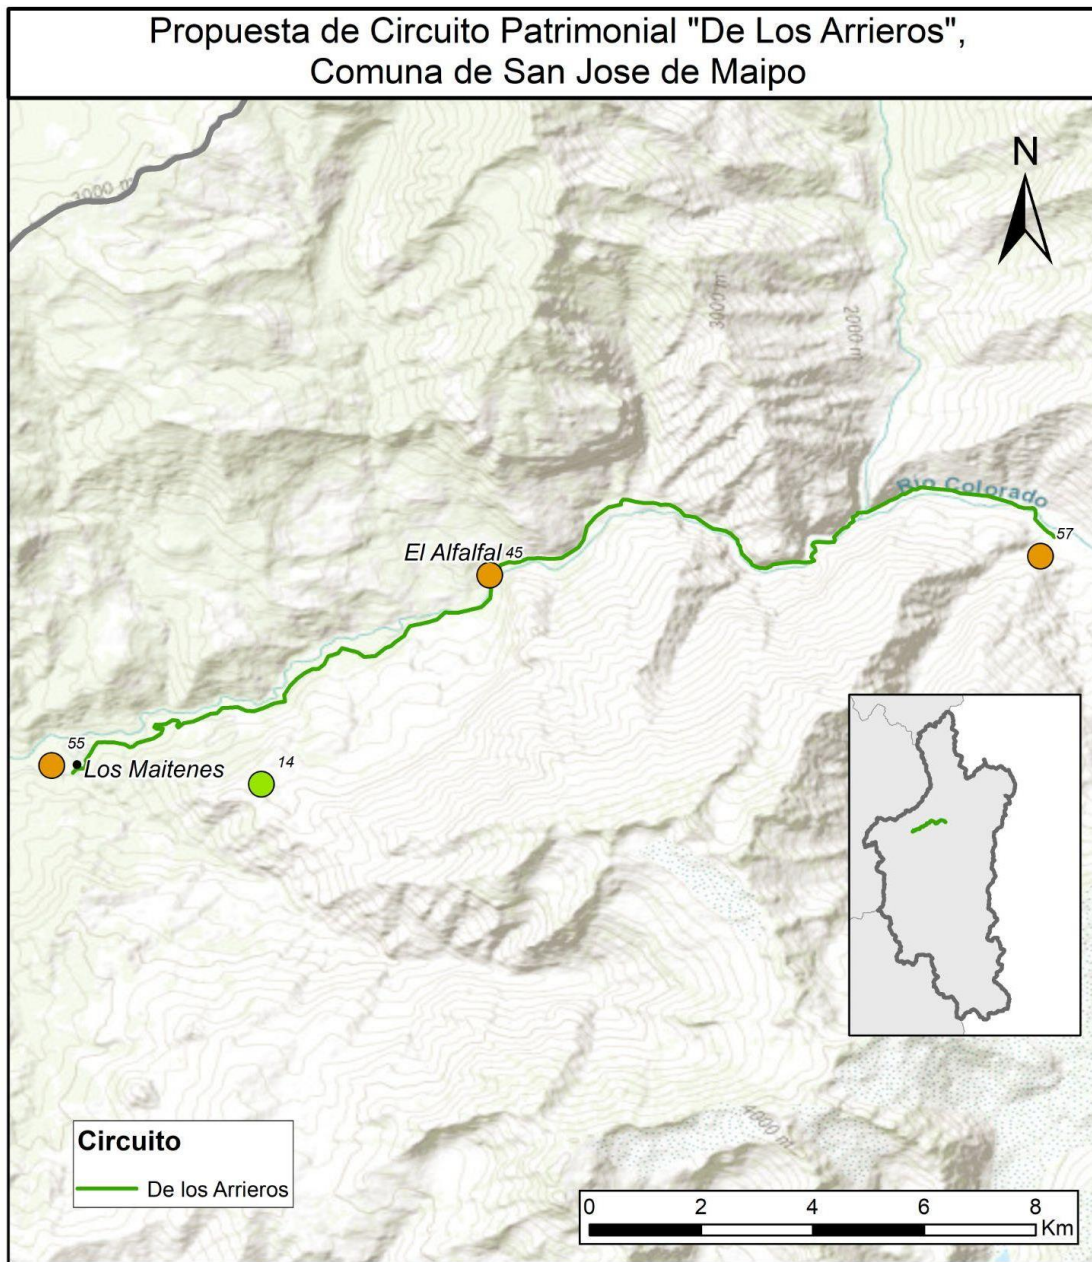 Propuesta de Circuito Patrimonial "De Los Arrieros",
Comuna de San Jose de Maipo
N
3000 m
3000 m
2000 m
Rio Colorado
57
El Alfalfal 45
55
Los Maitenes
14
4000 m
Circuito
De los Arrieros
0 2 4 6 8
Km